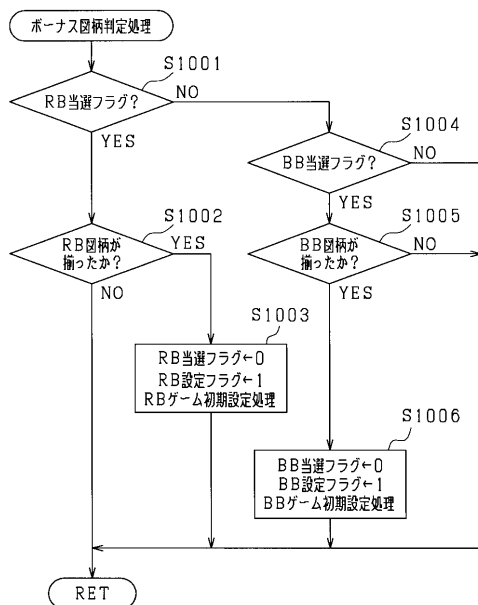 ボーナス図柄判定処理
S1001
RB当選フラグ?
NO
YES
S1004
BB当選フラグ?
NO
YES
S1002
RB図柄が
揃ったか?
YES
NO
S1005
BB図柄が
揃ったか?
NO
YES
S1003
RB当選フラグ←0
RB設定フラグ←1
RBゲーム初期設定処理
S1006
BB当選フラグ←0
BB設定フラグ←1
BBゲーム初期設定処理
RET